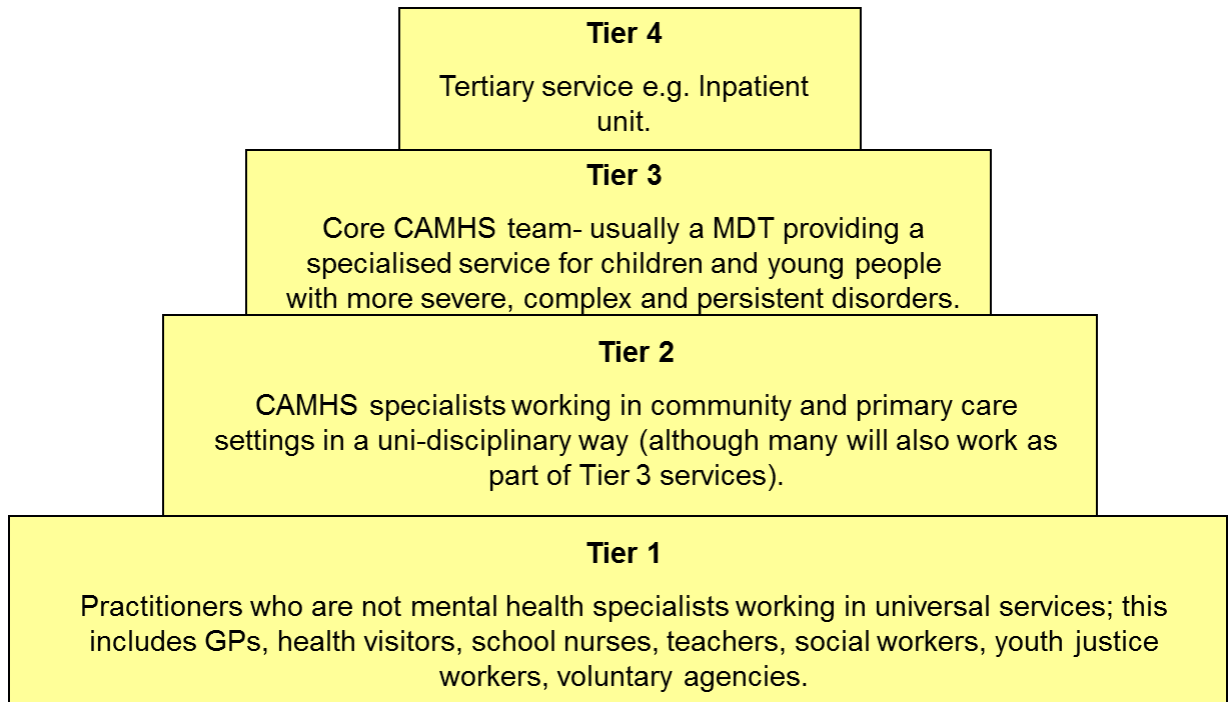 Tier 4
Tertiary service e.g. Inpatient
unit.
Tier 3
Core CAMHS team- usually a MDT providing a
specialised service for children and young people
with more severe, complex and persistent disorders.
Tier 2
CAMHS specialists working in community and primary care
settings in a uni-disciplinary way (although many will also work as
part of Tier 3 services).
Tier 1
Practitioners who are not mental health specialists working in universal services; this
includes GPs, health visitors, school nurses, teachers, social workers, youth justice
workers, voluntary agencies.